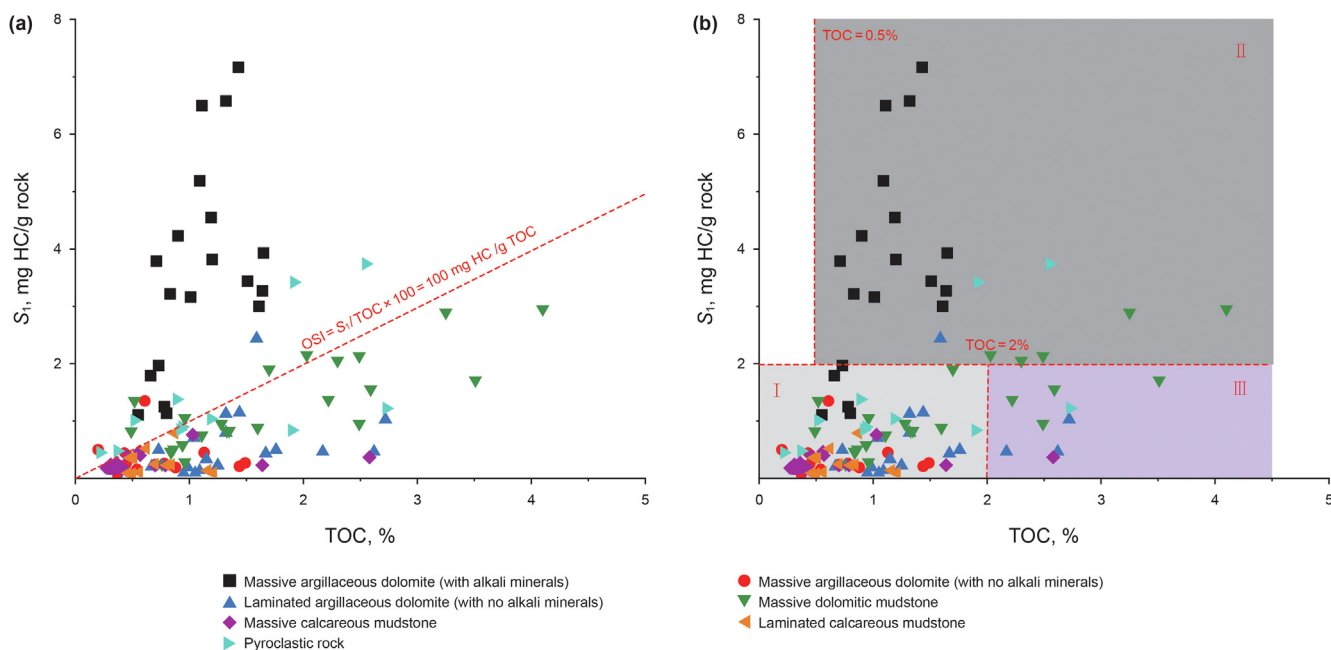 (a)
8
6
4
2
0
0
1
2
3
4
5
S₁, mg HC/g rock
TOC, %
OSI = S₁/TOC × 100 = 100 mg HC /g TOC
(b)
8
6
4
2
0
0
1
2
3
4
5
S₁, mg HC/g rock
TOC, %
TOC = 0.5%
II
TOC = 2%
I
III
Massive argillaceous dolomite (with alkali minerals)
Laminated argillaceous dolomite (with no alkali minerals)
Massive calcareous mudstone
Pyroclastic rock
Massive argillaceous dolomite (with no alkali minerals)
Massive dolomitic mudstone
Laminated calcareous mudstone